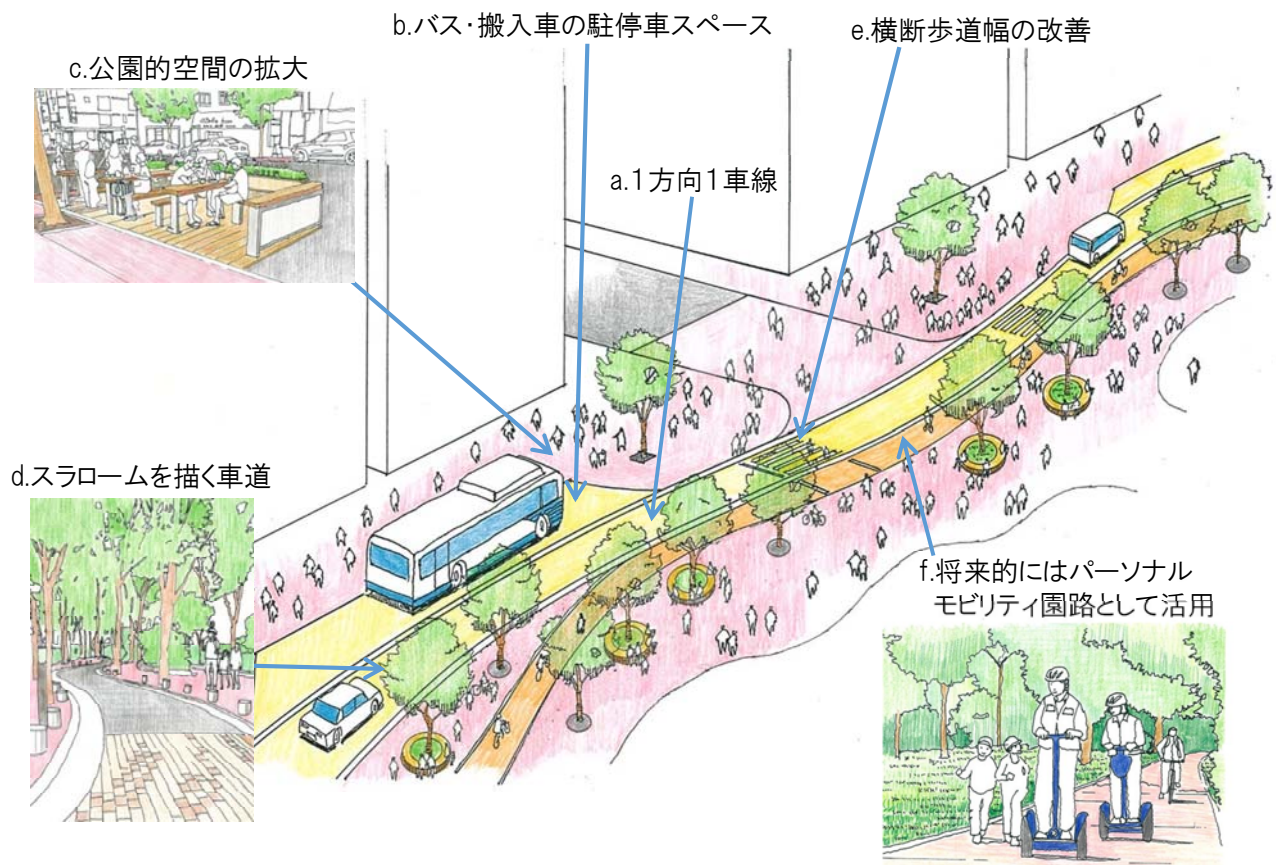 b.バス・搬入車の駐停車スペース
e.横断歩道幅の改善
c.公園的空間の拡大
a.1方向1車線
d.スラロームを描く車道
f.将来的にはパーソナル
モビリティ園路として活用